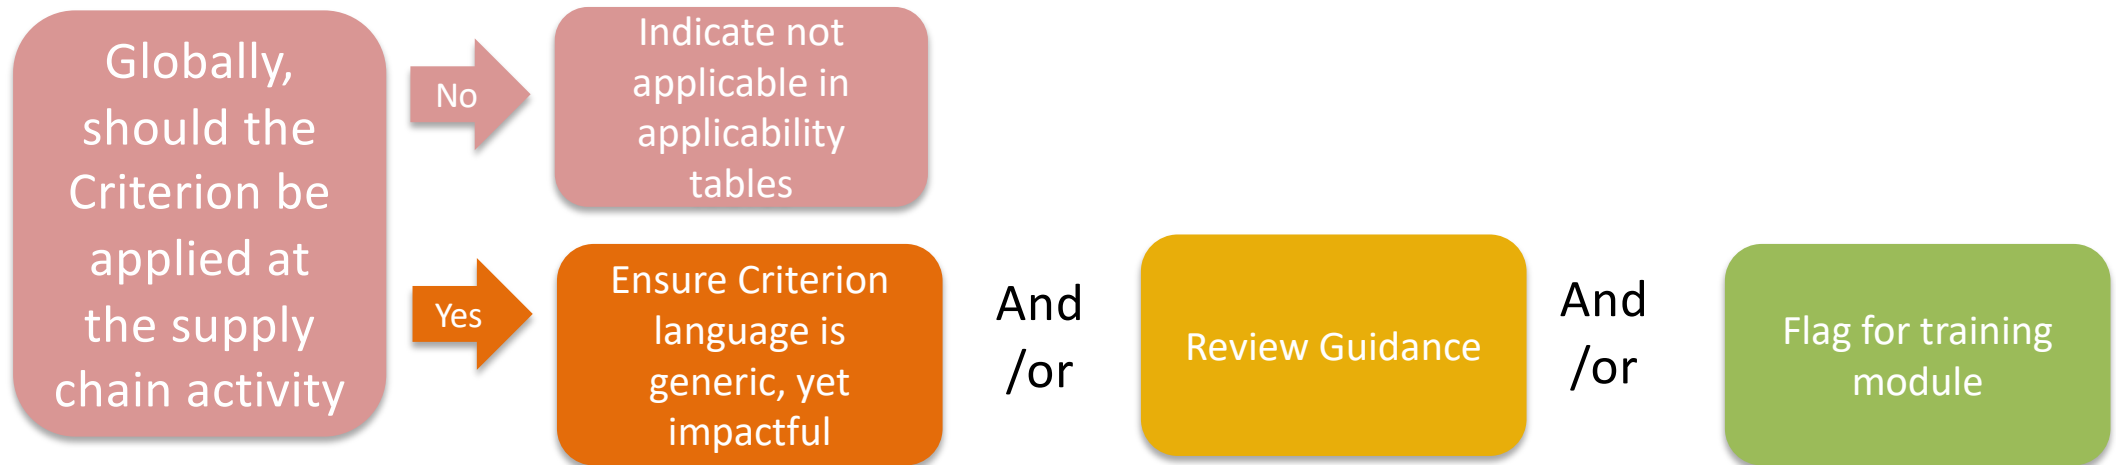 Globally,
should the
Criterion be
applied at
the supply
chain activity
No
Indicate not
applicable in
applicability
tables
Yes
Ensure Criterion
language is
generic, yet
impactful
And
/or
Review Guidance
And
/or
Flag for training
module